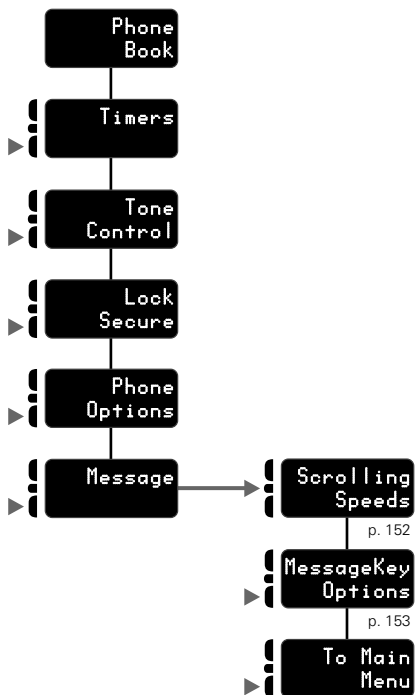 Phone
Book
Timers
Tone
Control
Lock
Secure
Phone
Options
Message
Scrolling
Speeds
p. 152
MessageKey
Options
p. 153
To Main
Menu